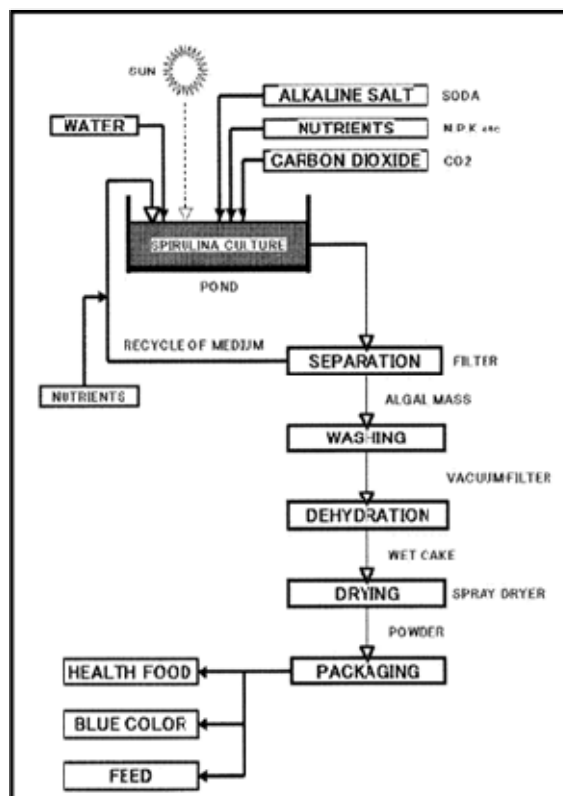 SUN
ALKALINE SALT SODA
WATER
NUTRIENTS N.P.K etc
CARBON DIOXIDE CO2
SPIRULINA CULTURE
POND
RECYCLE OF MEDIUM
SEPARATION FILTER
NUTRIENTS
ALGAL MASS
WASHING
VACUUM-FILTER
DEHYDRATION
WET CAKE
DRYING SPRAY DRYER
POWDER
PACKAGING
HEALTH FOOD
BLUE COLOR
FEED